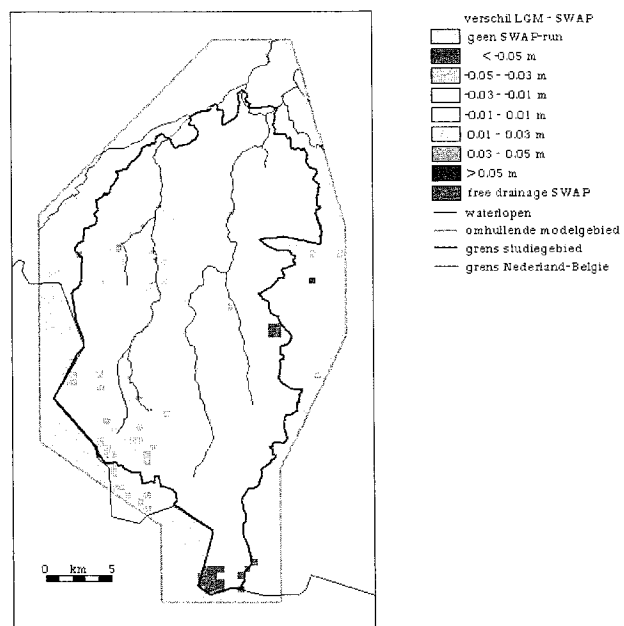 verschil LGM - SWAP
geen SWAP-run
< -0.05 m
-0.05 - -0.03 m
-0.03 - -0.01 m
-0.01 - 0.01 m
0.01 - 0.03 m
0.03 - 0.05 m
> 0.05 m
free drainage SWAP
waterlopen
omhullende modelgebied
grens studiegebied
grens Nederland-Belgie
0 km 5